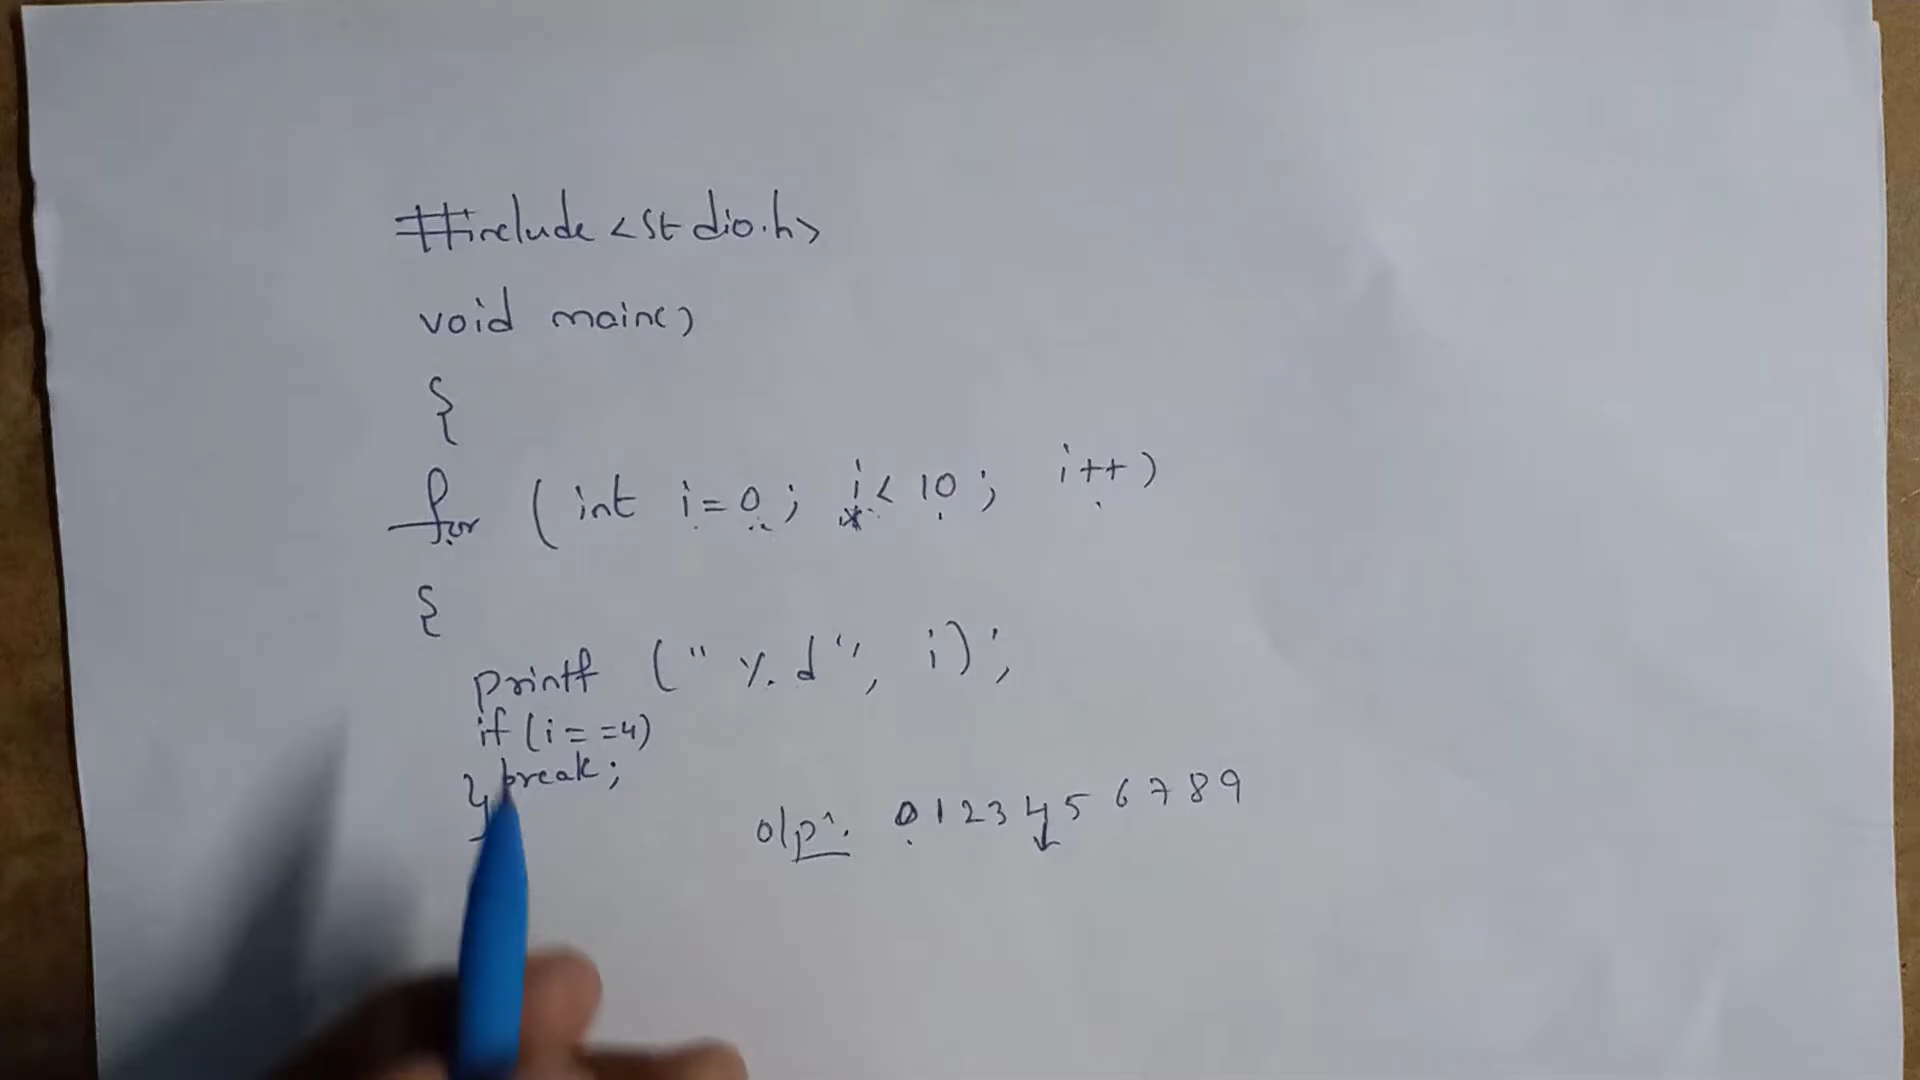 #include <stdio.h>
void main()
{
for (int i=0; i< 10; i++)
{
printf ("%d", i);
if (i==4)
break;
}
}
o/p: 0 1 2 3 4 5 6 7 8 9